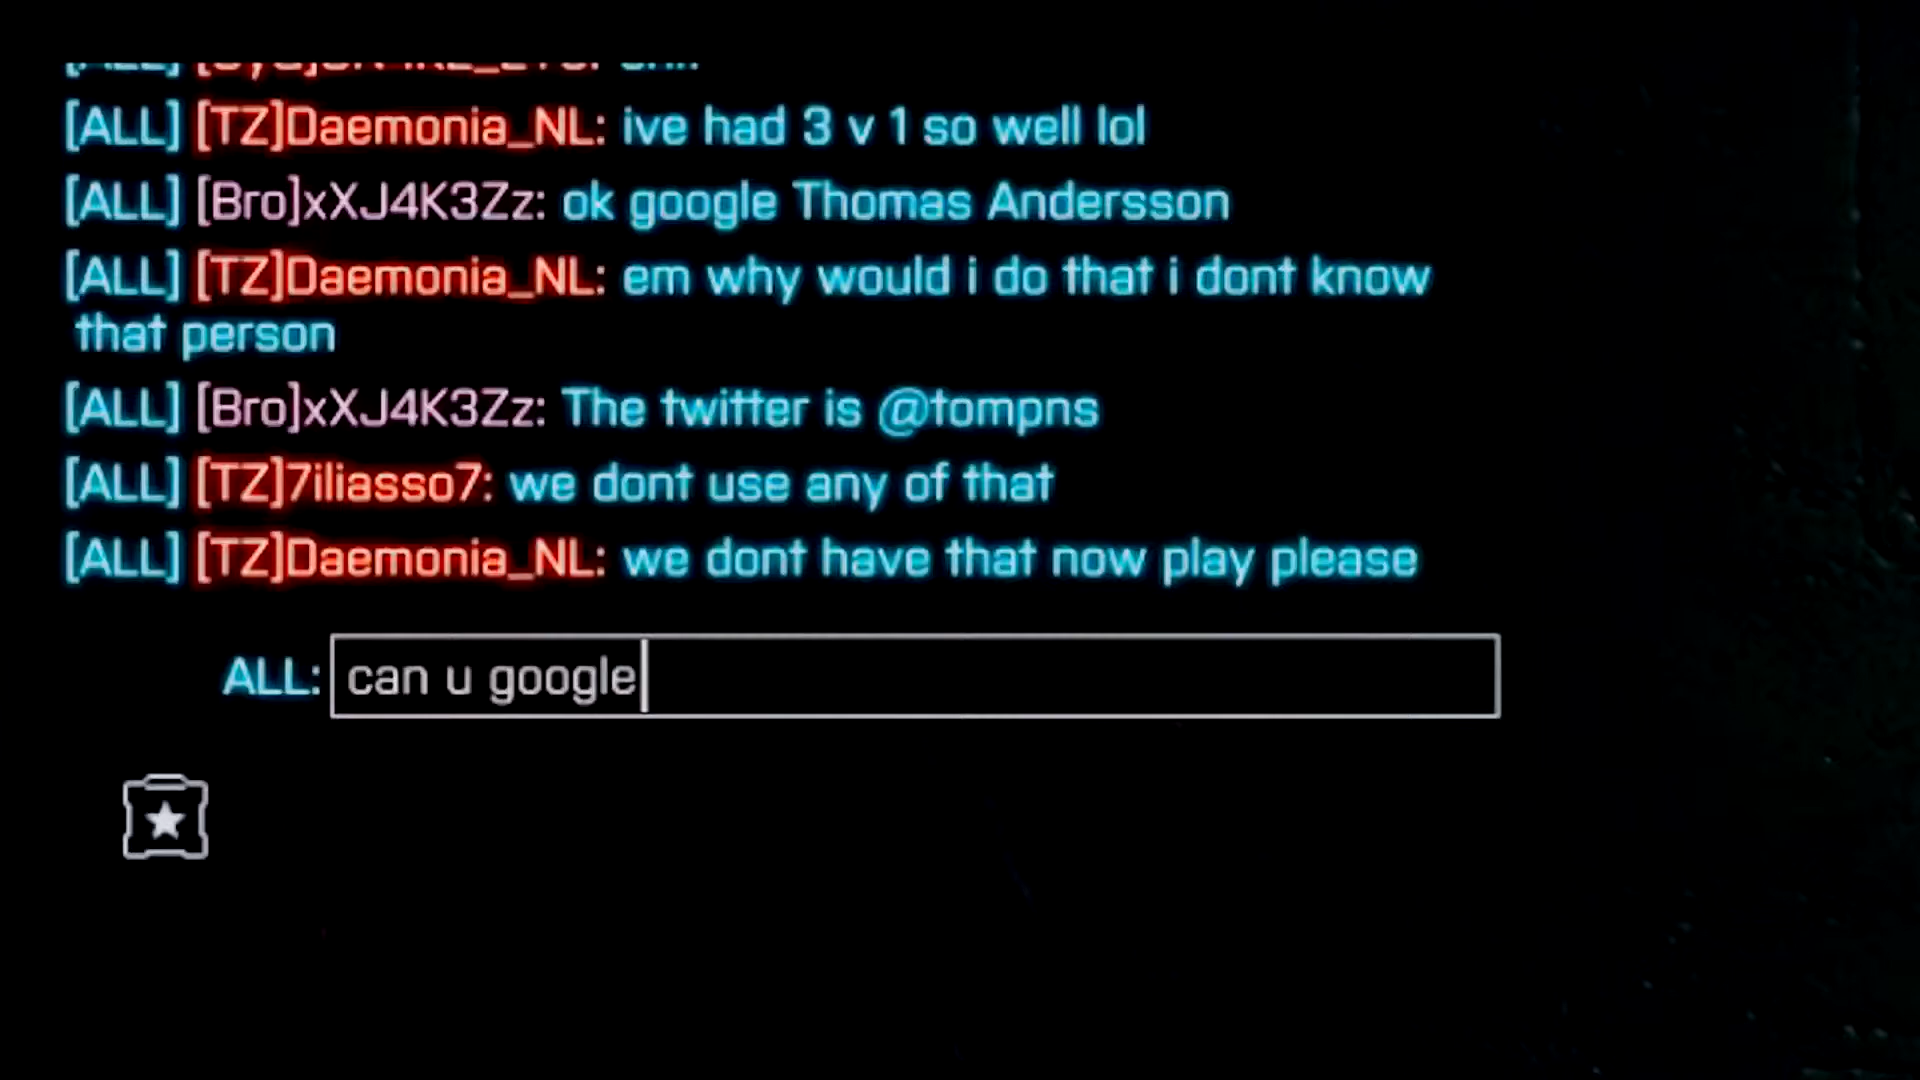 [ALL] [TZ]Daemonia_NL: ive had 3 v 1 so well lol
[ALL] [Bro]xXJ4K3Zz: ok google Thomas Andersson
[ALL] [TZ]Daemonia_NL: em why would i do that i dont know
that person
[ALL] [Bro]xXJ4K3Zz: The twitter is @tompns
[ALL] [TZ]7iliasso7: we dont use any of that
[ALL] [TZ]Daemonia_NL: we dont have that now play please
ALL: can u google